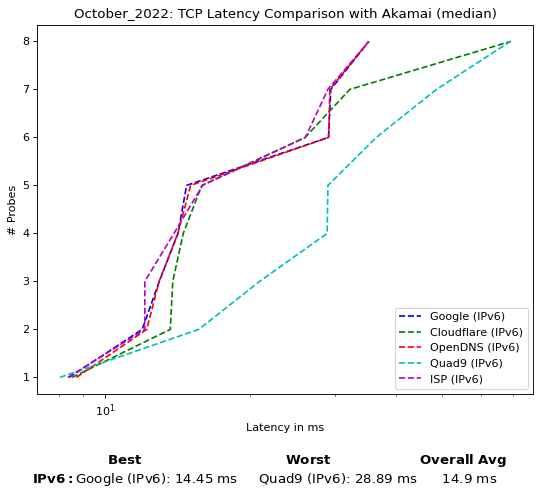 October_2022: TCP Latency Comparison with Akamai (median)
8
7
6
5
4
3
2
1
# Probes
10^1
Latency in ms
Google (IPv6)
Cloudflare (IPv6)
OpenDNS (IPv6)
Quad9 (IPv6)
ISP (IPv6)
Best Worst Overall Avg
IPv6: Google (IPv6): 14.45 ms Quad9 (IPv6): 28.89 ms 14.9 ms